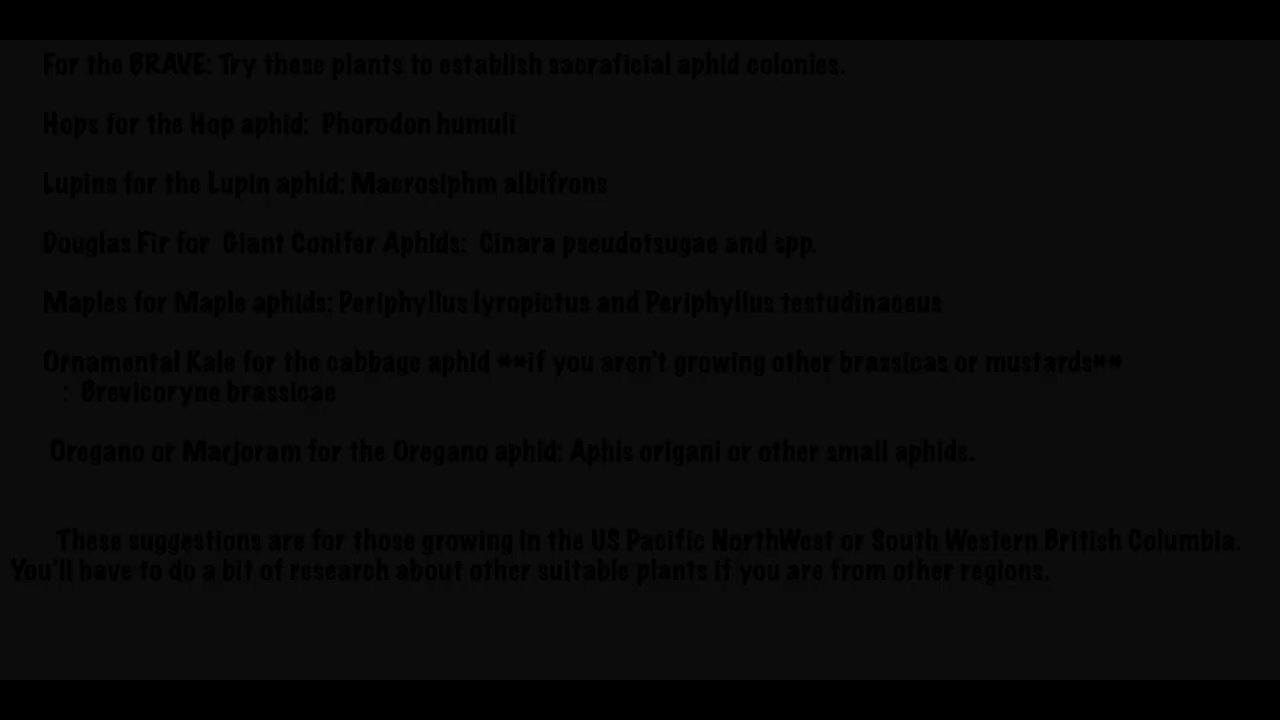 For the BRAVE: Try these plants to establish sacraficial aphid colonies.
Hops for the Hop aphid: Phorodon humuli
Lupins for the Lupin aphid: Macrosiphm albifrons
Douglas Fir for Giant Conifer Aphids: Cinara pseudotsugae and spp.
Maples for Maple aphids: Periphyllus lyropictus and Periphyllus testudinaceus
Ornamental Kale for the cabbage aphid **if you aren't growing other brassicas or mustards**
: Brevicoryne brassicae
Oregano or Marjoram for the Oregano aphid: Aphis origani or other small aphids.
These suggestions are for those growing in the US Pacific NorthWest or South Western British Columbia.
You'll have to do a bit of research about other suitable plants if you are from other regions.